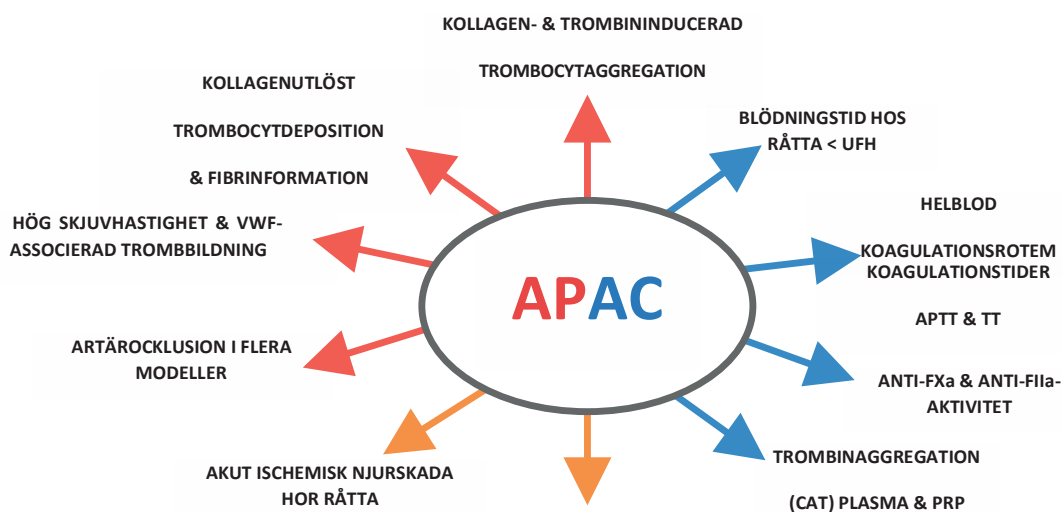 KOLLAGEN- & TROMBININDUCERAD
TROMBOCYTAGGREGATION
KOLLAGENUTLÖST
TROMBOCYTDEPOSITION
& FIBRINFORMATION
BLÖDNINGSTID HOS
RÅTTA < UFH
HÖG SKJUVHASTIGHET & VWF-
ASSOCIERAD TROMBBILDNING
HELBLOD
KOAGULATIONSROTEM
KOAGULATIONSTIDER
APTT & TT
APAC
ARTÄROCKLUSION I FLERA
MODELLER
ANTI-FXa & ANTI-FIIa-
AKTIVITET
AKUT ISCHEMISK NJURSKADA
HOR RÅTTA
TROMBINAGGREGATION
(CAT) PLASMA & PRP